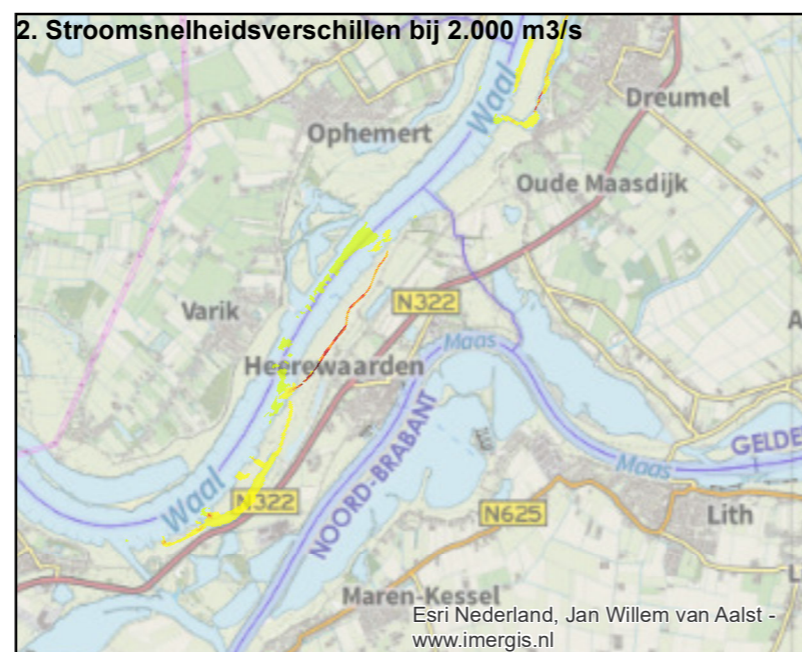 2. Stroomsnelheidsverschillen bij 2.000 m3/s
Waal
Dreumel
Ophemert
Oude Maasdijk
Varik
N322
Maas
Heerewaarden
NOORD-BRABANT
GELDE
Maas
Waal
N322
N625
Lith
Maren-Kessel
Esri Nederland, Jan Willem van Aalst -
www.imergis.nl